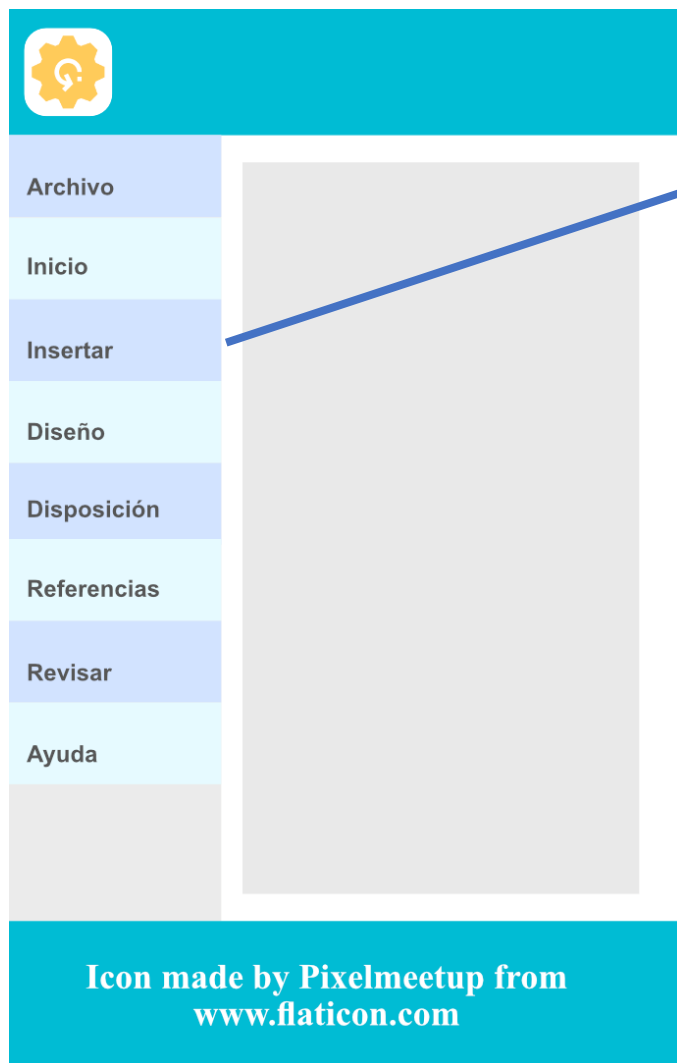 Archivo
Inicio
Insertar
Diseño
Disposición
Referencias
Revisar
Ayuda
Icon made by Pixelmeetup from
www.flaticon.com